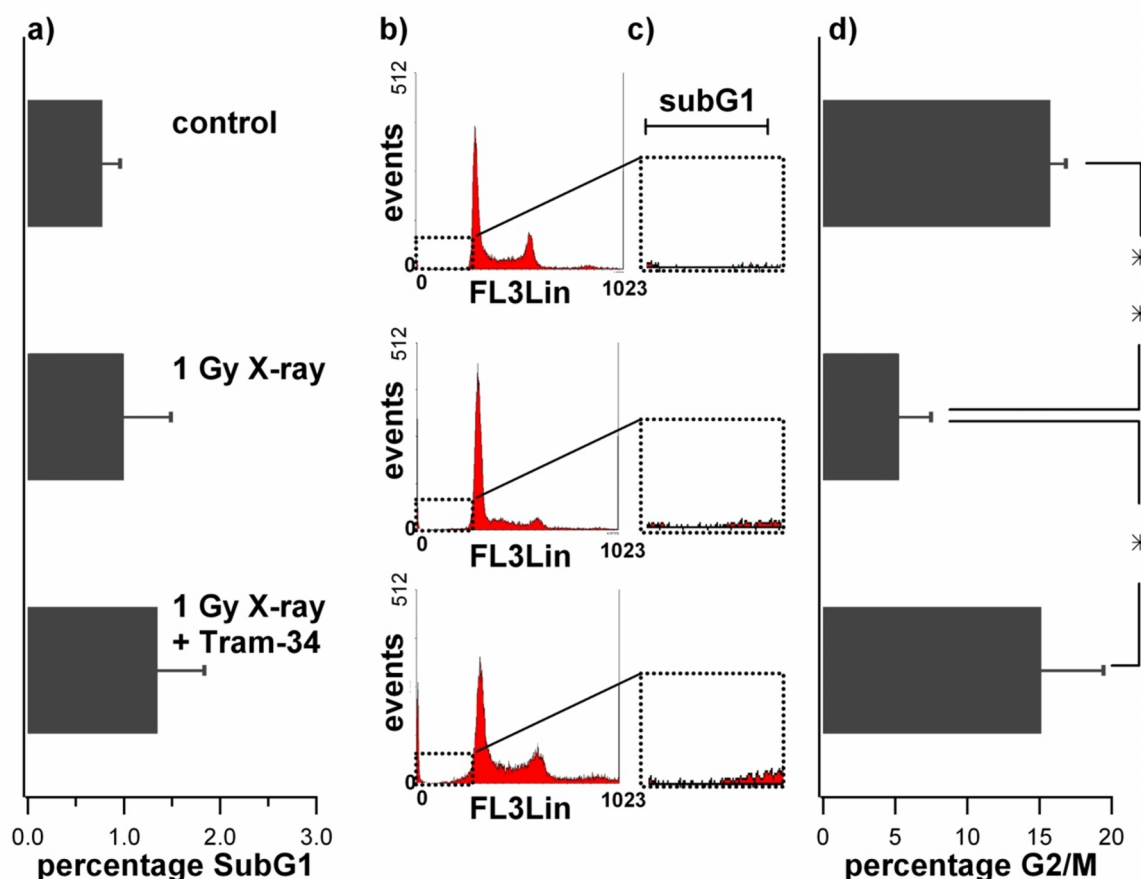 a)
b)
c)
d)
control
512
events
0
0
FL3Lin
1023
subG1
*
*
1 Gy X-ray
512
events
0
0
FL3Lin
1023
*
1 Gy X-ray
+ Tram-34
512
events
0
0
FL3Lin
1023
0.0 1.0 2.0 3.0
percentage SubG1
0 5 10 15 20
percentage G2/M